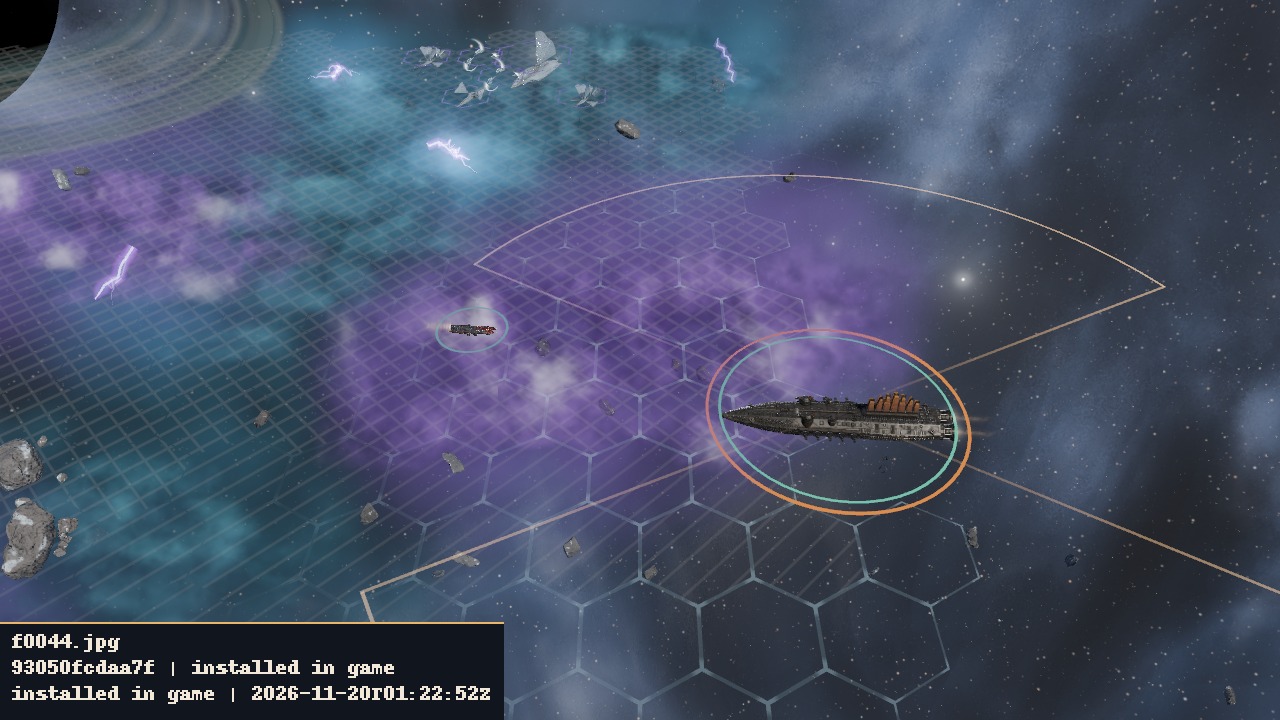 f0044.jpg
93050fcdaa7f | installed in game
installed in game | 2026-11-20T01:22:52Z